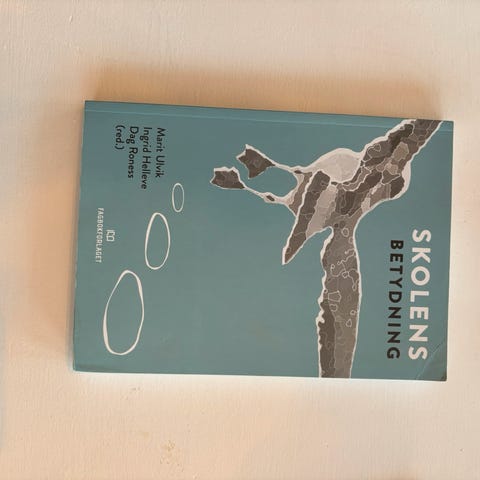 SKOLENS
BETYDNING
Marit Ulvik
Ingrid Helleve
Dag Roness
(red.)
FAGBOKFORLAGET